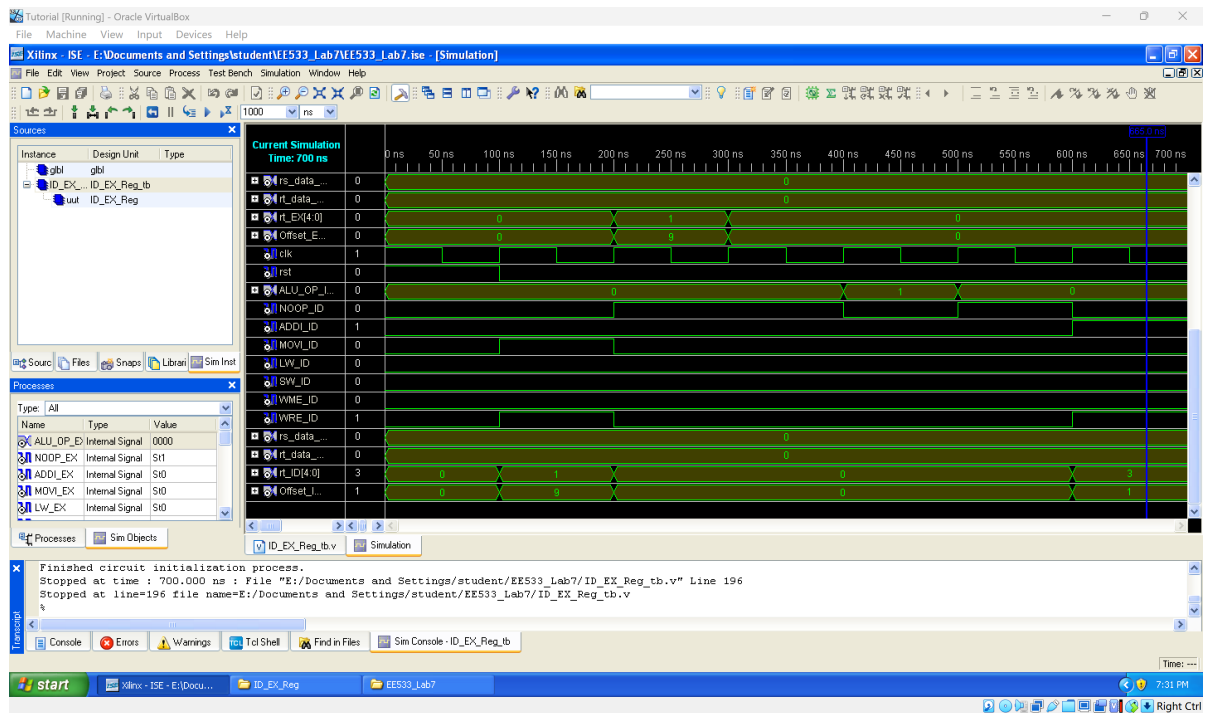 Tutorial [Running] - Oracle VirtualBox
File Machine View Input Devices Help
Xilinx - ISE - E:\Documents and Settings\student\EE533_Lab7\EE533_Lab7.ise - [Simulation]
File Edit View Project Source Process Test Bench Simulation Window Help
1000 ns
Sources
Instance Design Unit Type
glbl glbl
ID_EX_... ID_EX_Reg_tb
uut ID_EX_Reg
Sourc Files Snaps Librari Sim Inst
Processes
Type: All
Name Type Value
ALU_OP_EX Internal Signal 0000
NOOP_EX Internal Signal St1
ADDI_EX Internal Signal St0
MOVI_EX Internal Signal St0
LW_EX Internal Signal St0
Processes Sim Objects
Current Simulation
Time: 700 ns
0 ns 50 ns 100 ns 150 ns 200 ns 250 ns 300 ns 350 ns 400 ns 450 ns 500 ns 550 ns 600 ns 650 ns 700 ns
rs_data_... 0 0
rt_data_... 0 0
rt_EX[4:0] 0 0 1 0
Offset_E... 0 0 9 0
clk 1
rst 0
ALU_OP_I... 0 0 1 0
NOOP_ID 0
ADDI_ID 1
MOVI_ID 0
LW_ID 0
SW_ID 0
WME_ID 0
WRE_ID 1
rs_data_... 0 0
rt_data_... 0 0
rt_ID[4:0] 3 0 1 0 3
Offset_I... 1 0 9 0 1
ID_EX_Reg_tb.v Simulation
Finished circuit initialization process.
Stopped at time : 700.000 ns : File "E:/Documents and Settings/student/EE533_Lab7/ID_EX_Reg_tb.v" Line 196
Stopped at line=196 file name=E:/Documents and Settings/student/EE533_Lab7/ID_EX_Reg_tb.v
%
Transcript
Console Errors Warnings Tcl Shell Find in Files Sim Console - ID_EX_Reg_tb
Time: ---
start Xilinx - ISE - E:\Docu... ID_EX_Reg EE533_Lab7 7:31 PM
Right Ctrl